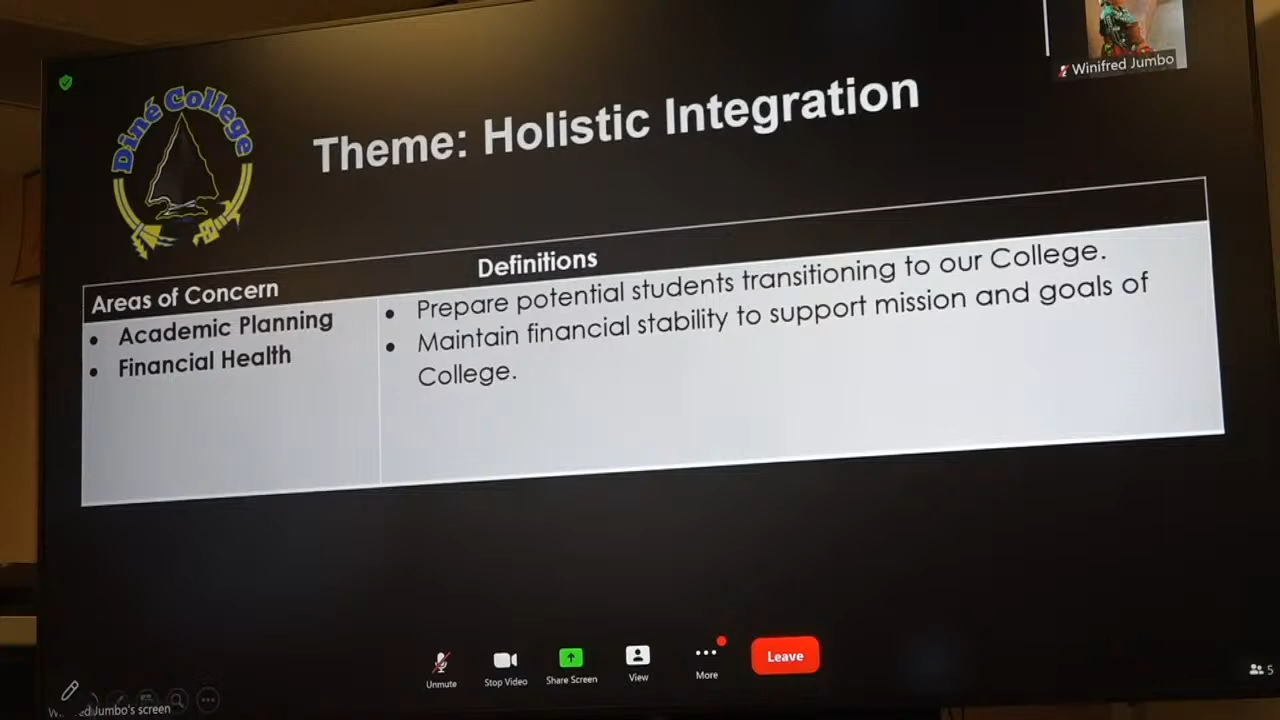 Winifred Jumbo
Diné College
Theme: Holistic Integration
Areas of Concern
Definitions
• Academic Planning
• Financial Health
• Prepare potential students transitioning to our College.
• Maintain financial stability to support mission and goals of
College.
Unmute
Stop Video
Share Screen
View
More
Leave
5
Jumbo's screen